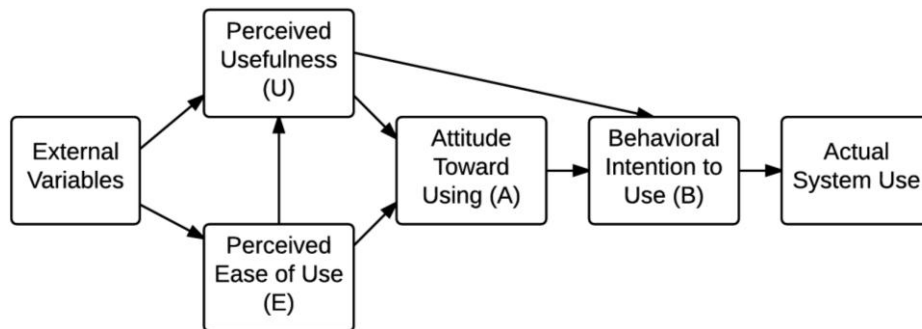 Perceived
Usefulness
(U)
External
Variables
Attitude
Toward
Using (A)
Behavioral
Intention to
Use (B)
Actual
System Use
Perceived
Ease of Use
(E)